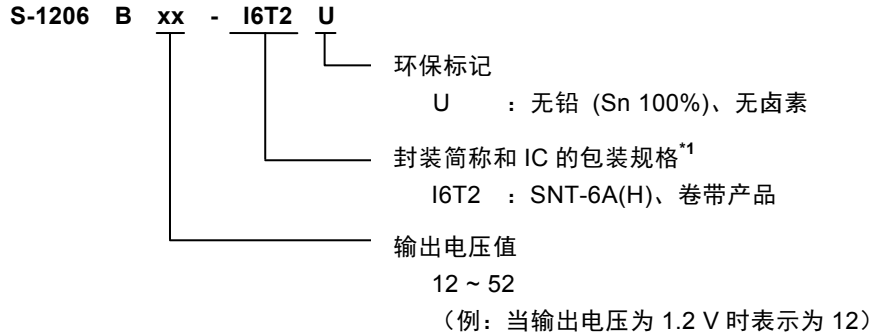 S-1206 B xx - I6T2 U
环保标记
U ：无铅 (Sn 100%)、无卤素
封装简称和 IC 的包装规格*1
I6T2 ：SNT-6A(H)、卷带产品
输出电压值
12 ~ 52
（例：当输出电压为 1.2 V 时表示为 12）